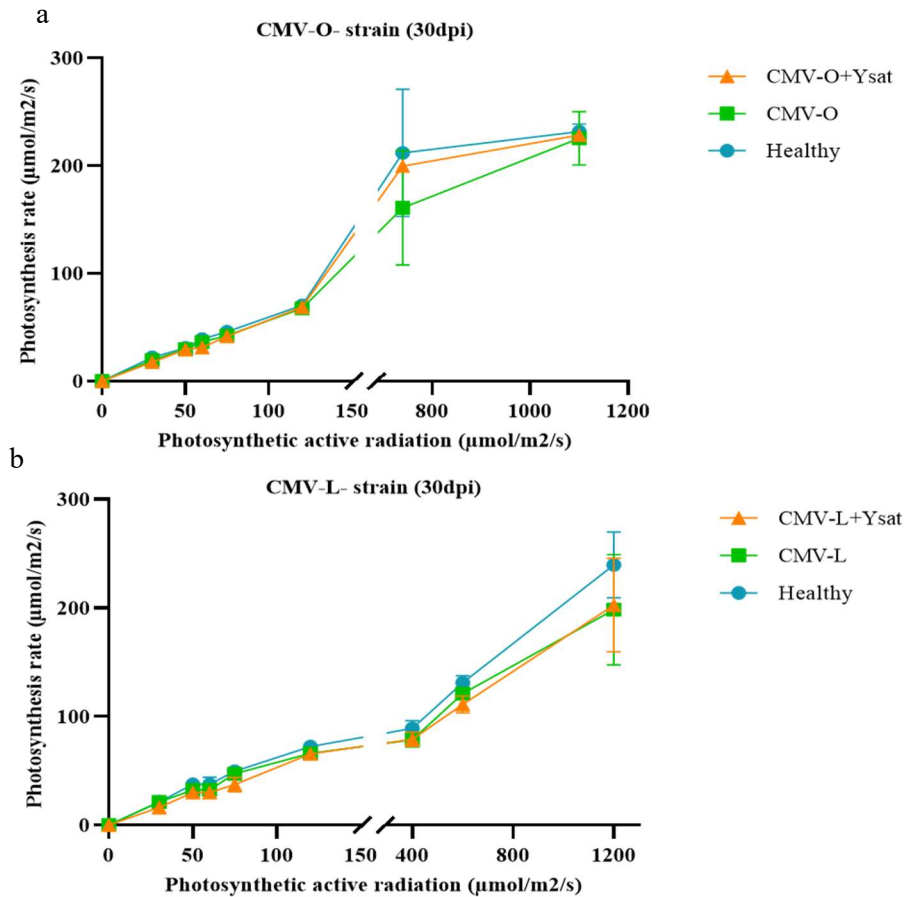 a
CMV-O- strain (30dpi)
300
200
100
0
Photosynthesis rate (μmol/m2/s)
0 50 100 150 800 1000 1200
Photosynthetic active radiation (μmol/m2/s)
CMV-O+Ysat
CMV-O
Healthy
b
CMV-L- strain (30dpi)
300
200
100
0
Photosynthesis rate (μmol/m2/s)
0 50 100 150 400 800 1200
Photosynthetic active radiation (μmol/m2/s)
CMV-L+Ysat
CMV-L
Healthy